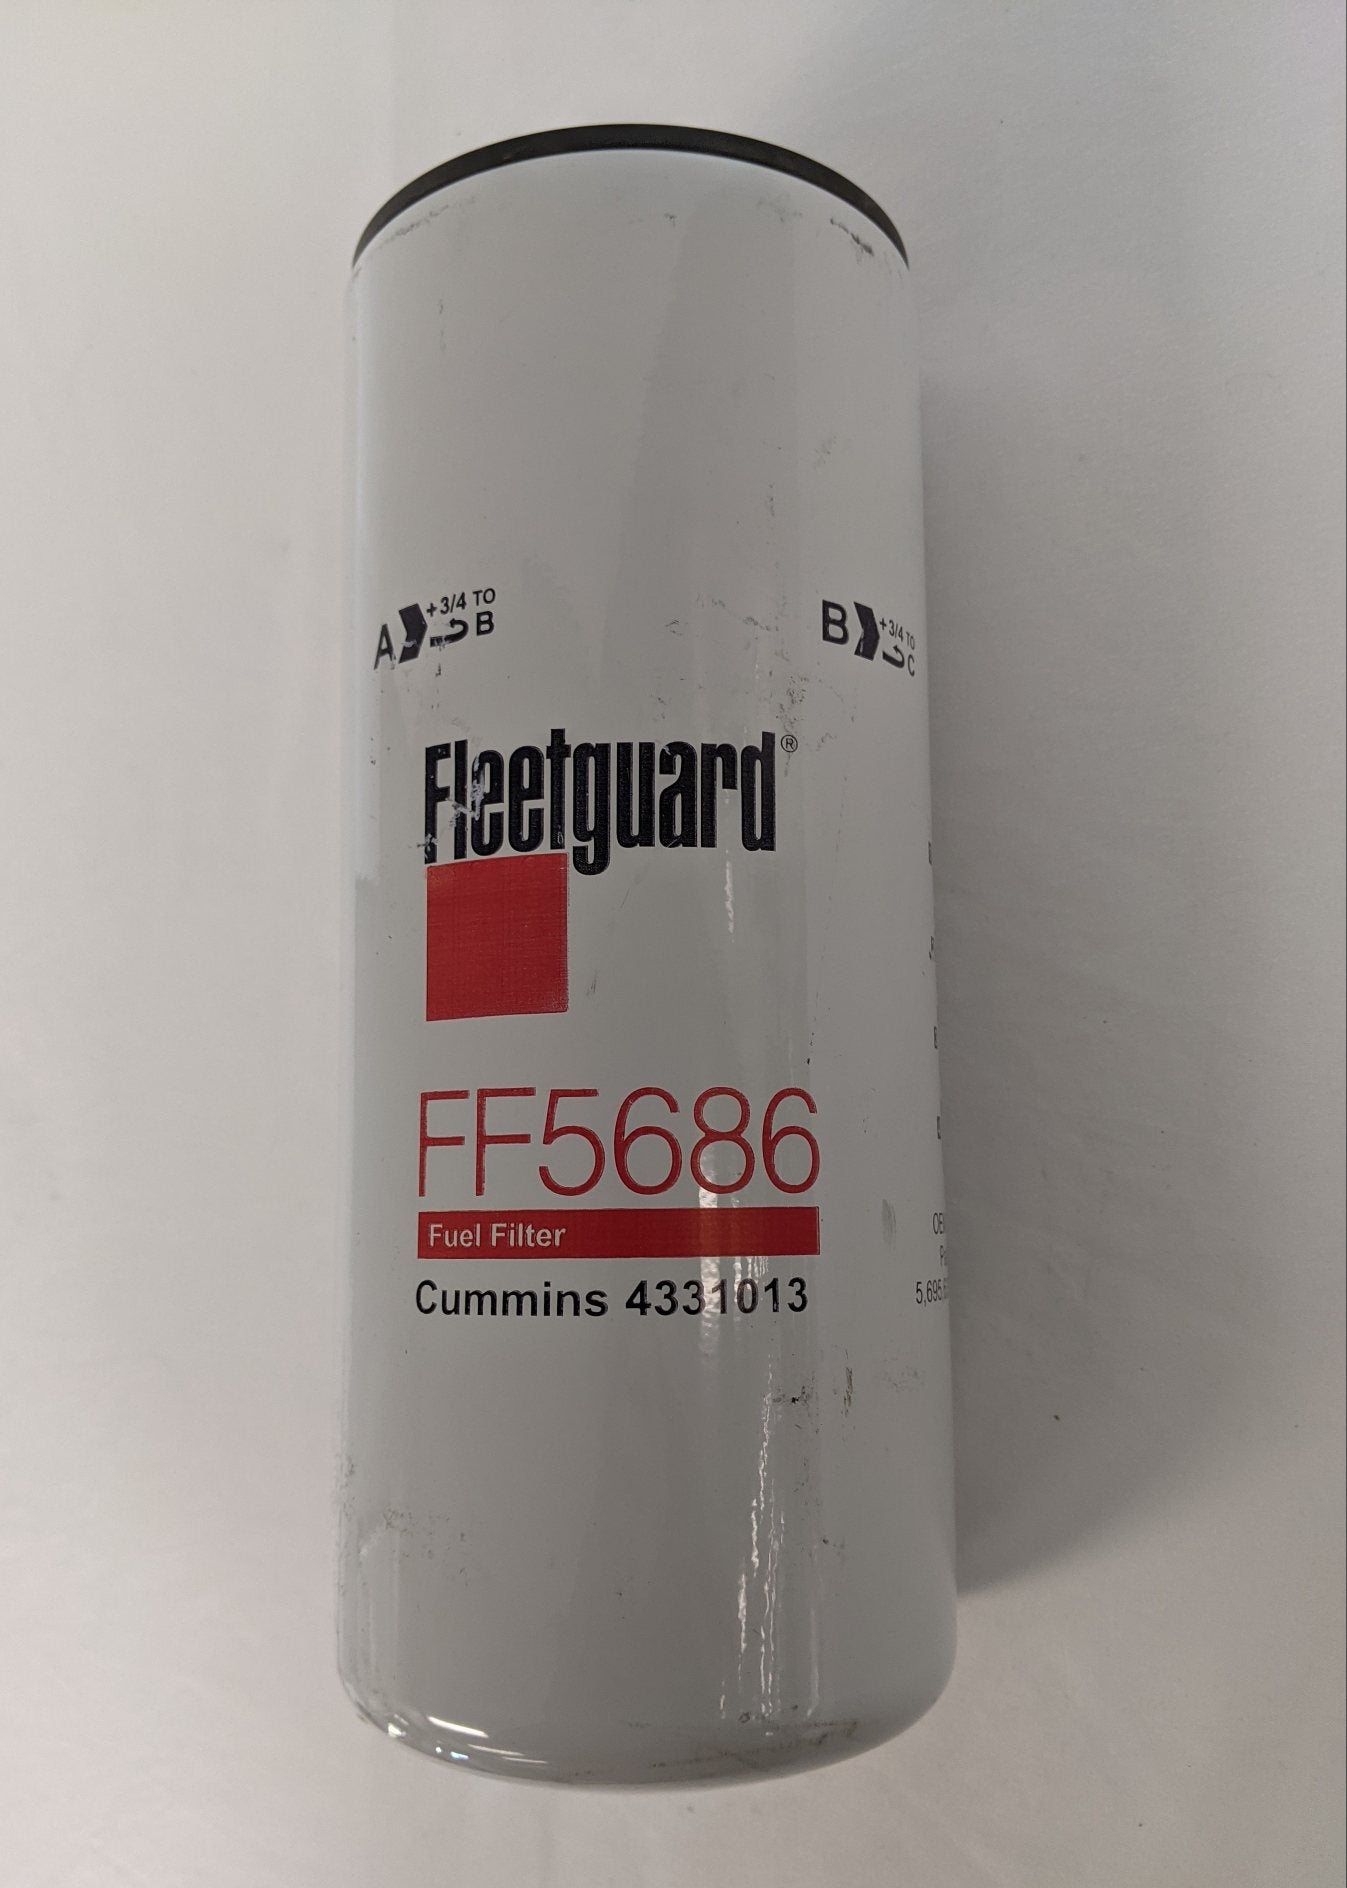 A +3/4 TO B
B +3/4 TO C
Fleetguard®
FF5686
Fuel Filter
Cummins 4331013